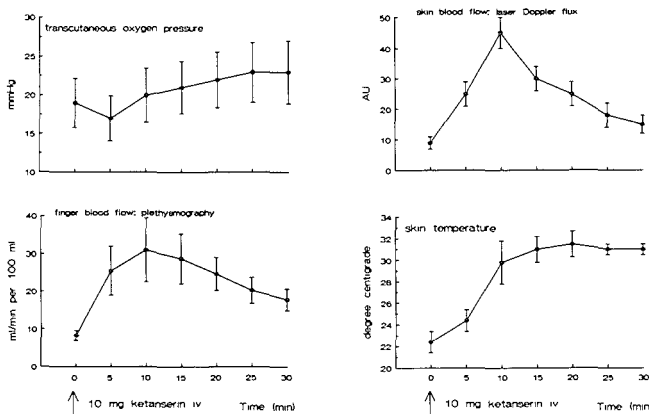 transcutaneous oxygen pressure
mmHg
30
25
20
15
10
skin blood flow: laser Doppler flux
AU
50
40
30
20
10
0
finger blood flow: plethysmography
ml/min per 100 ml
40
30
20
10
0
0 5 10 15 20 25 30
10 mg ketanserin iv Time (min)
skin temperature
degree centigrade
34
32
30
28
26
24
22
20
0 5 10 15 20 25 30
10 mg ketanserin iv Time (min)